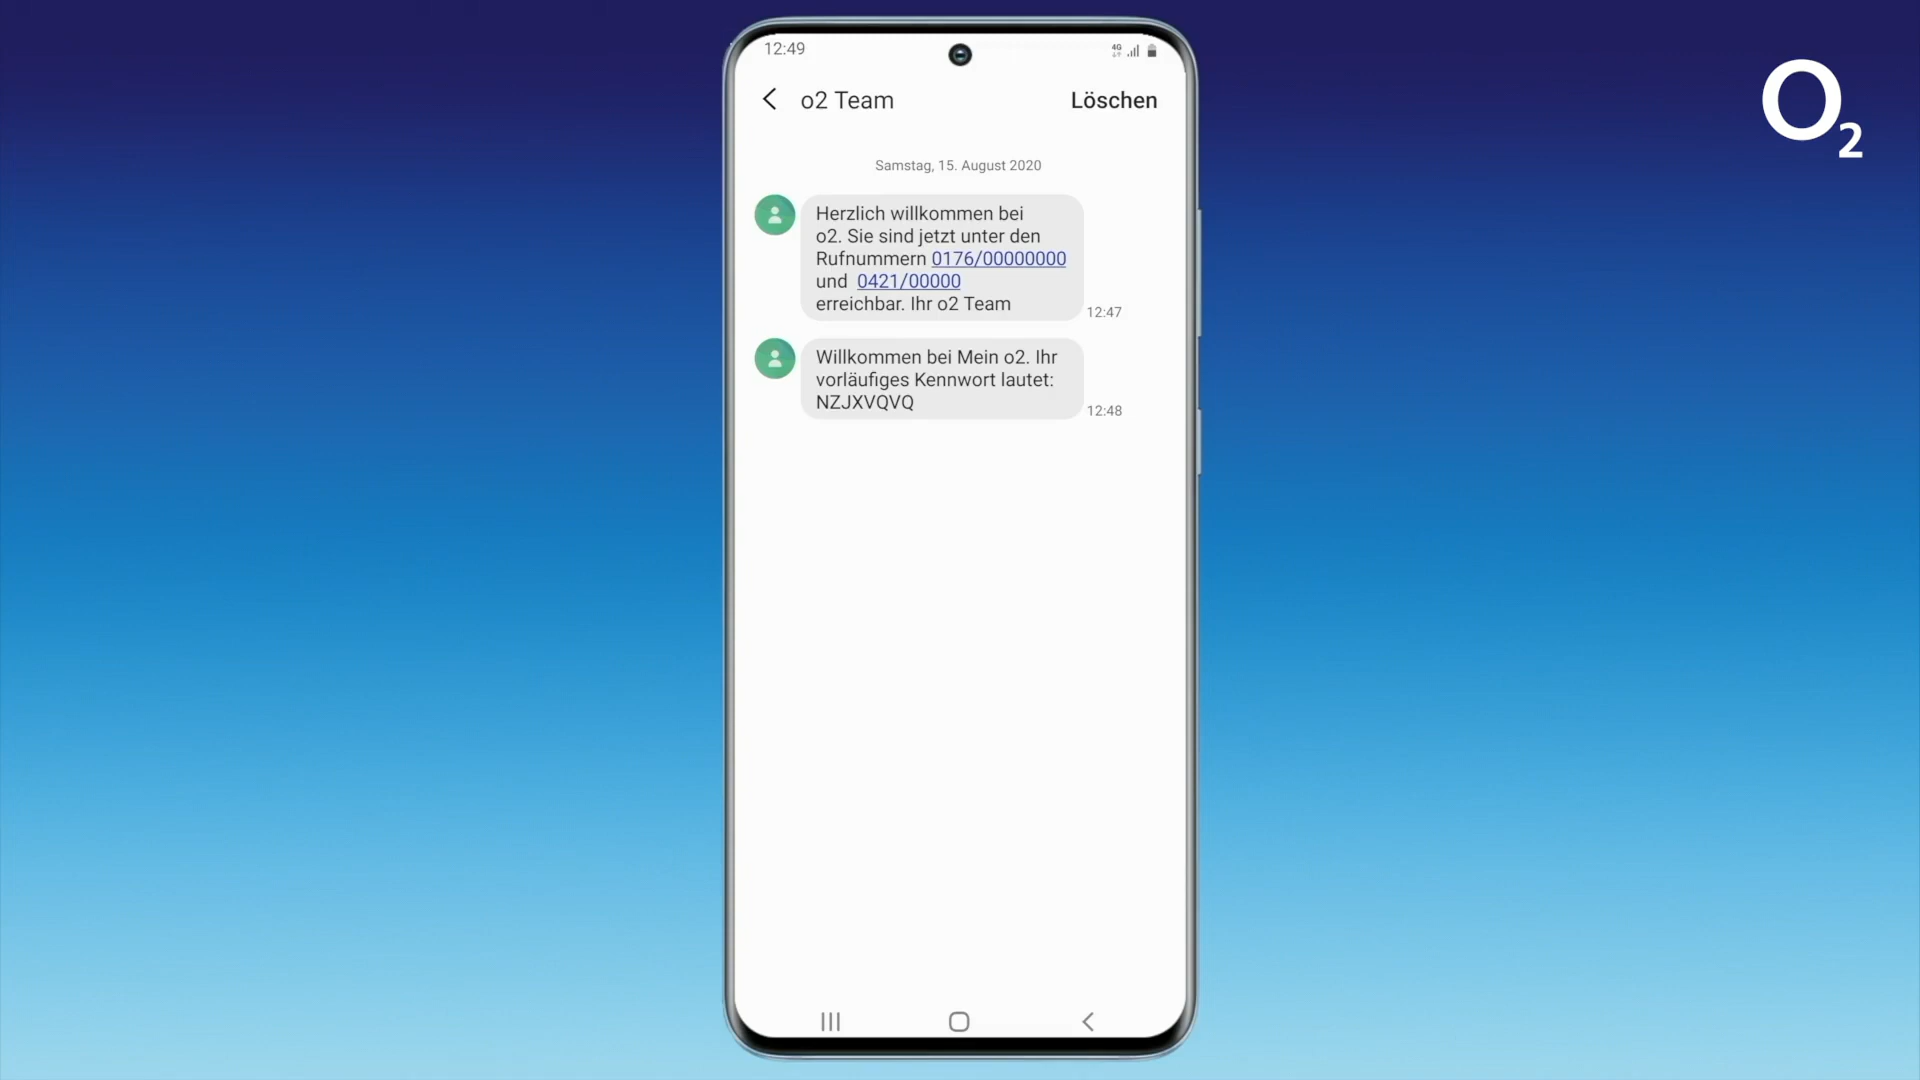 12:49
4G
o2 Team
Löschen
O2
Samstag, 15. August 2020
Herzlich willkommen bei
o2. Sie sind jetzt unter den
Rufnummern 0176/00000000
und 0421/00000
erreichbar. Ihr o2 Team
12:47
Willkommen bei Mein o2. Ihr
vorläufiges Kennwort lautet:
NZJXVQVQ
12:48